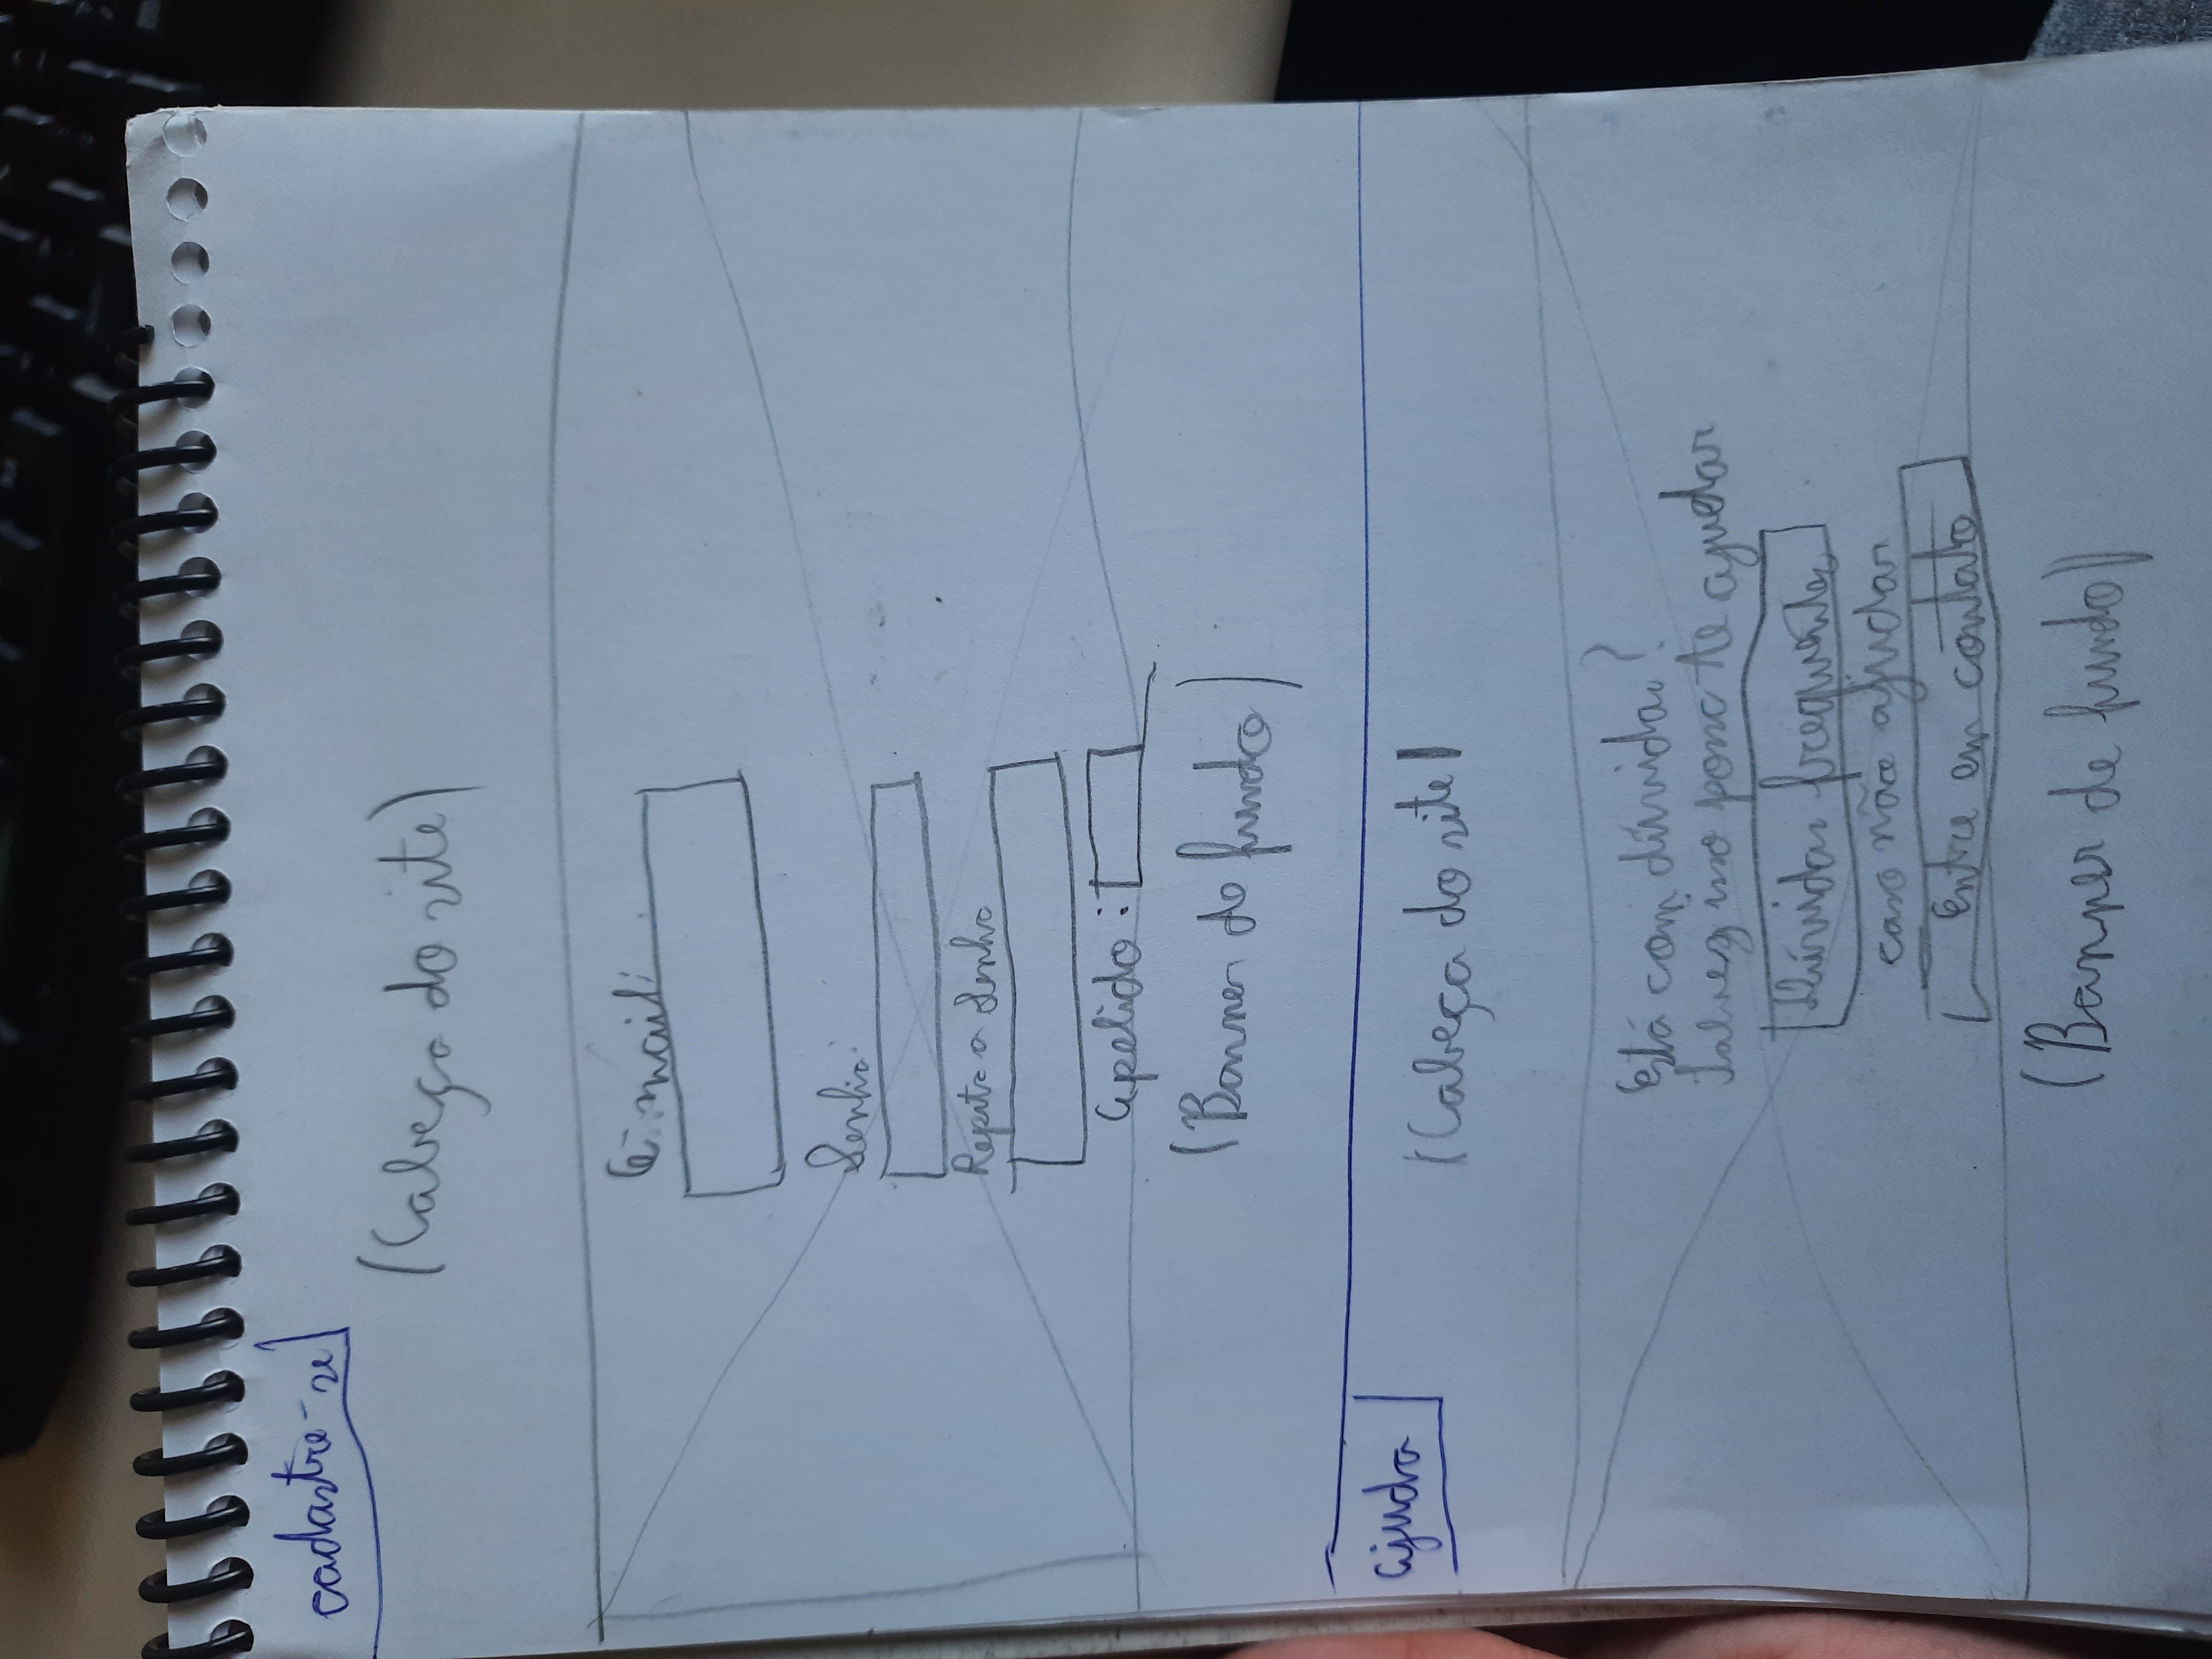 cadastre-se
(Cabeça do site)
E-mail:
Senha:
Repita a Senha
Apelido :
(Banner do fundo)
ajuda
(Cabeça do site)
Está com dúvidas?
Talvez isso possa te ajudar
Dúvidas frequentes
caso não ajudar
Entre em contato
(Banner de fundo)